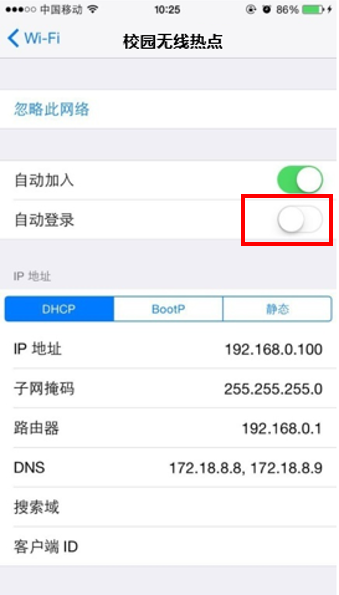 中国移动 10:25 86%
Wi-Fi 校园无线热点
忽略此网络
自动加入
自动登录
IP 地址
DHCP BootP 静态
IP 地址 192.168.0.100
子网掩码 255.255.255.0
路由器 192.168.0.1
DNS 172.18.8.8, 172.18.8.9
搜索域
客户端 ID